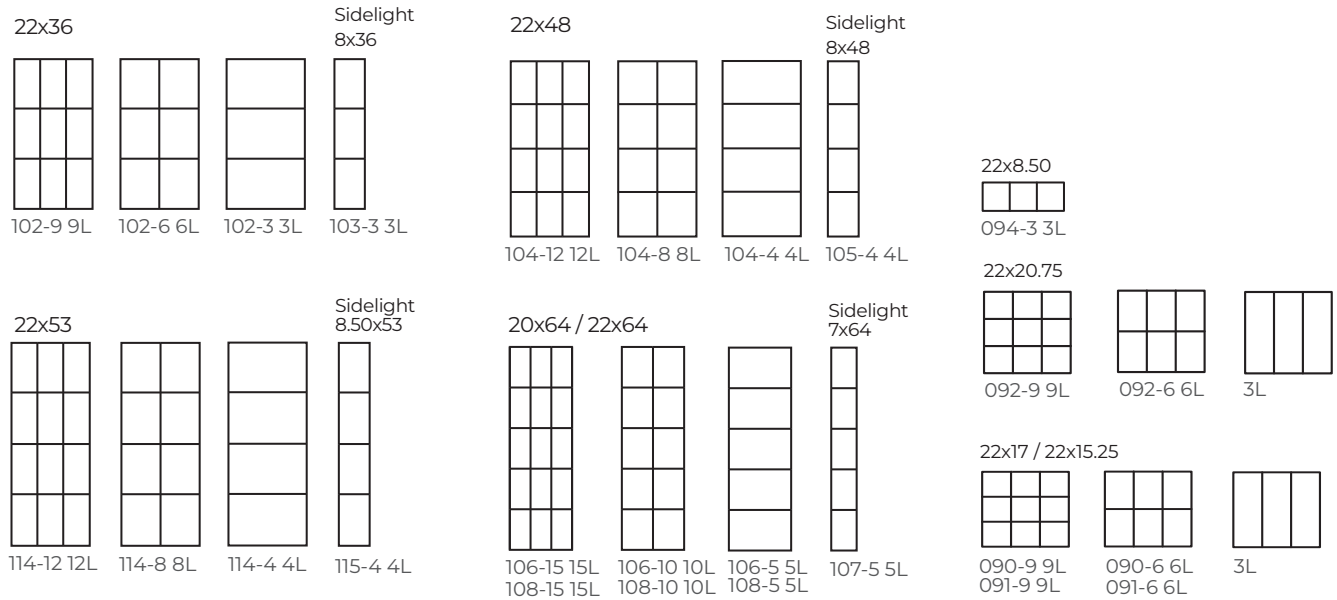 22x36
Sidelight
8x36
102-9 9L
102-6 6L
102-3 3L
103-3 3L
22x48
Sidelight
8x48
104-12 12L
104-8 8L
104-4 4L
105-4 4L
22x53
Sidelight
8.50x53
114-12 12L
114-8 8L
114-4 4L
115-4 4L
20x64 / 22x64
Sidelight
7x64
106-15 15L
108-15 15L
106-10 10L
108-10 10L
106-5 5L
108-5 5L
107-5 5L
22x8.50
094-3 3L
22x20.75
092-9 9L
092-6 6L
3L
22x17 / 22x15.25
090-9 9L
091-9 9L
090-6 6L
091-6 6L
3L